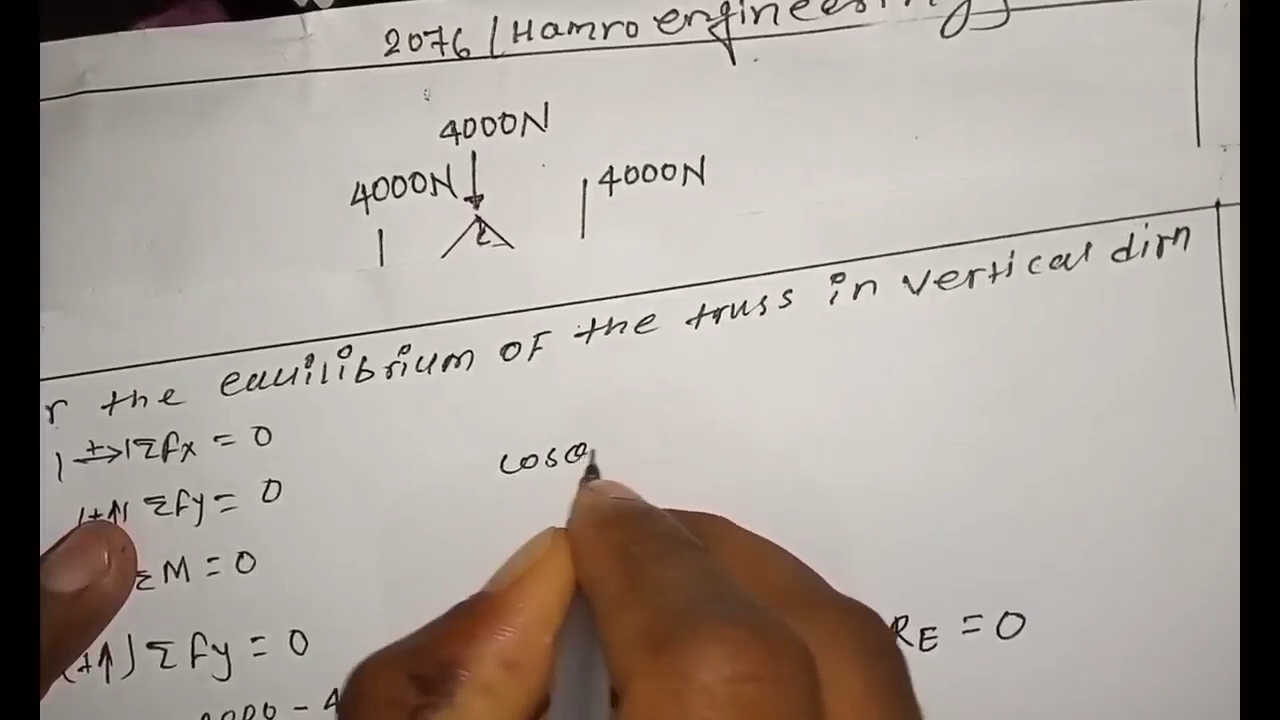 2076 / Hamro engineering
4000N
4000N
4000N
r the equilibrium of the truss in vertical dirn
(+→) Σfx = 0
(+↑) Σfy = 0
cosθ
ΣM = 0
RE = 0
(+↑) Σfy = 0